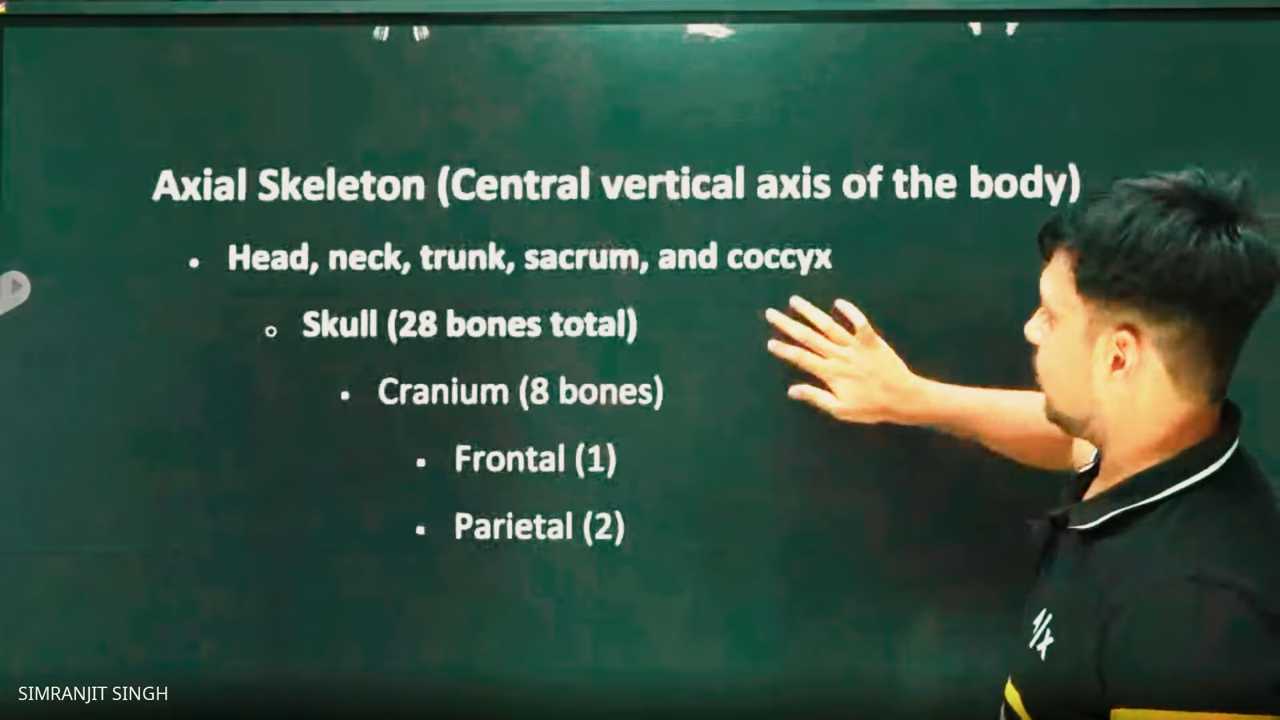 Axial Skeleton (Central vertical axis of the body)
• Head, neck, trunk, sacrum, and coccyx
○ Skull (28 bones total)
▪ Cranium (8 bones)
▪ Frontal (1)
▪ Parietal (2)
SIMRANJIT SINGH